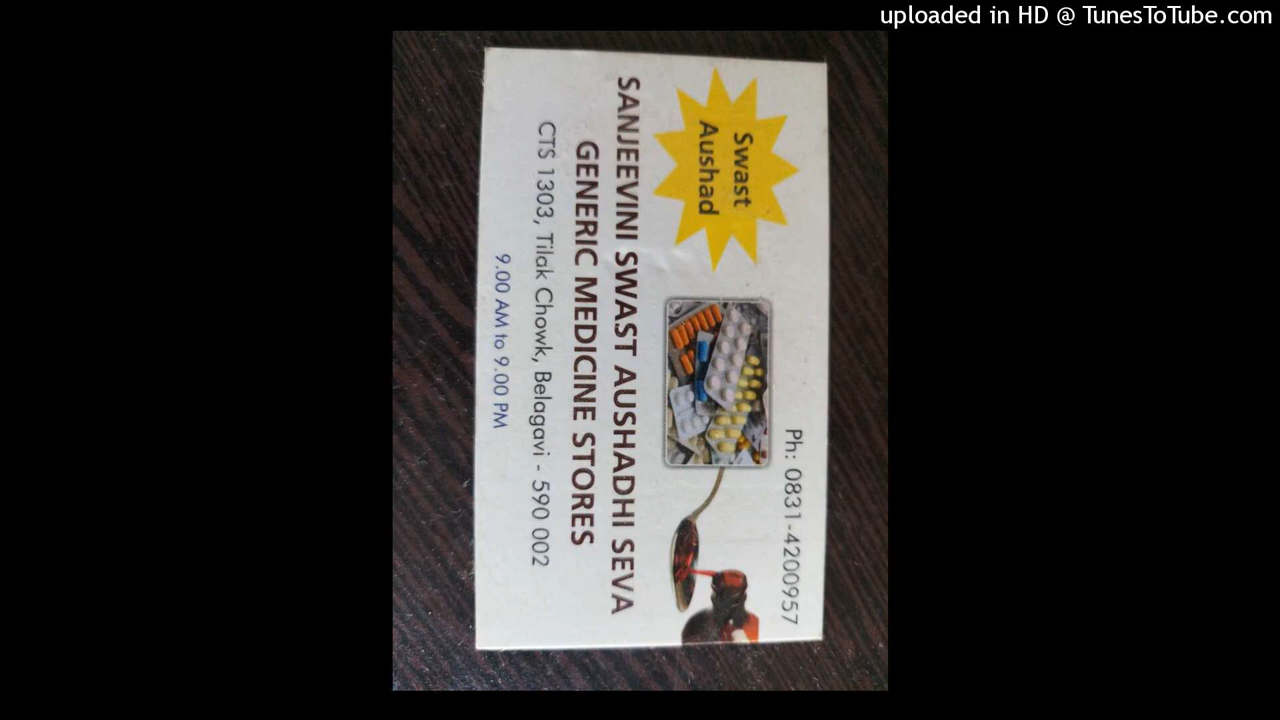 uploaded in HD @ TunesToTube.com
Ph: 0831-4200957
Swast
Aushad
SANJEEVINI SWAST AUSHADHI SEVA
GENERIC MEDICINE STORES
CTS 1303, Tilak Chowk, Belagavi - 590 002
9.00 AM to 9.00 PM